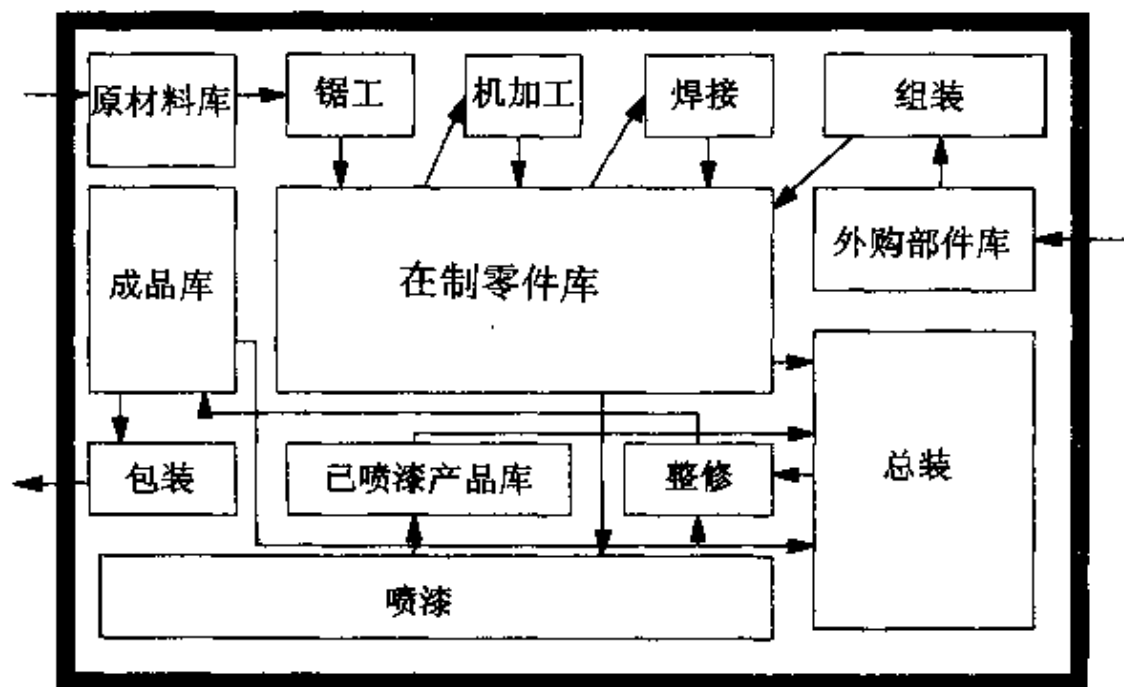 原材料库
锯工
机加工
焊接
组装
成品库
在制零件库
外购部件库
包装
已喷漆产品库
整修
总装
喷漆